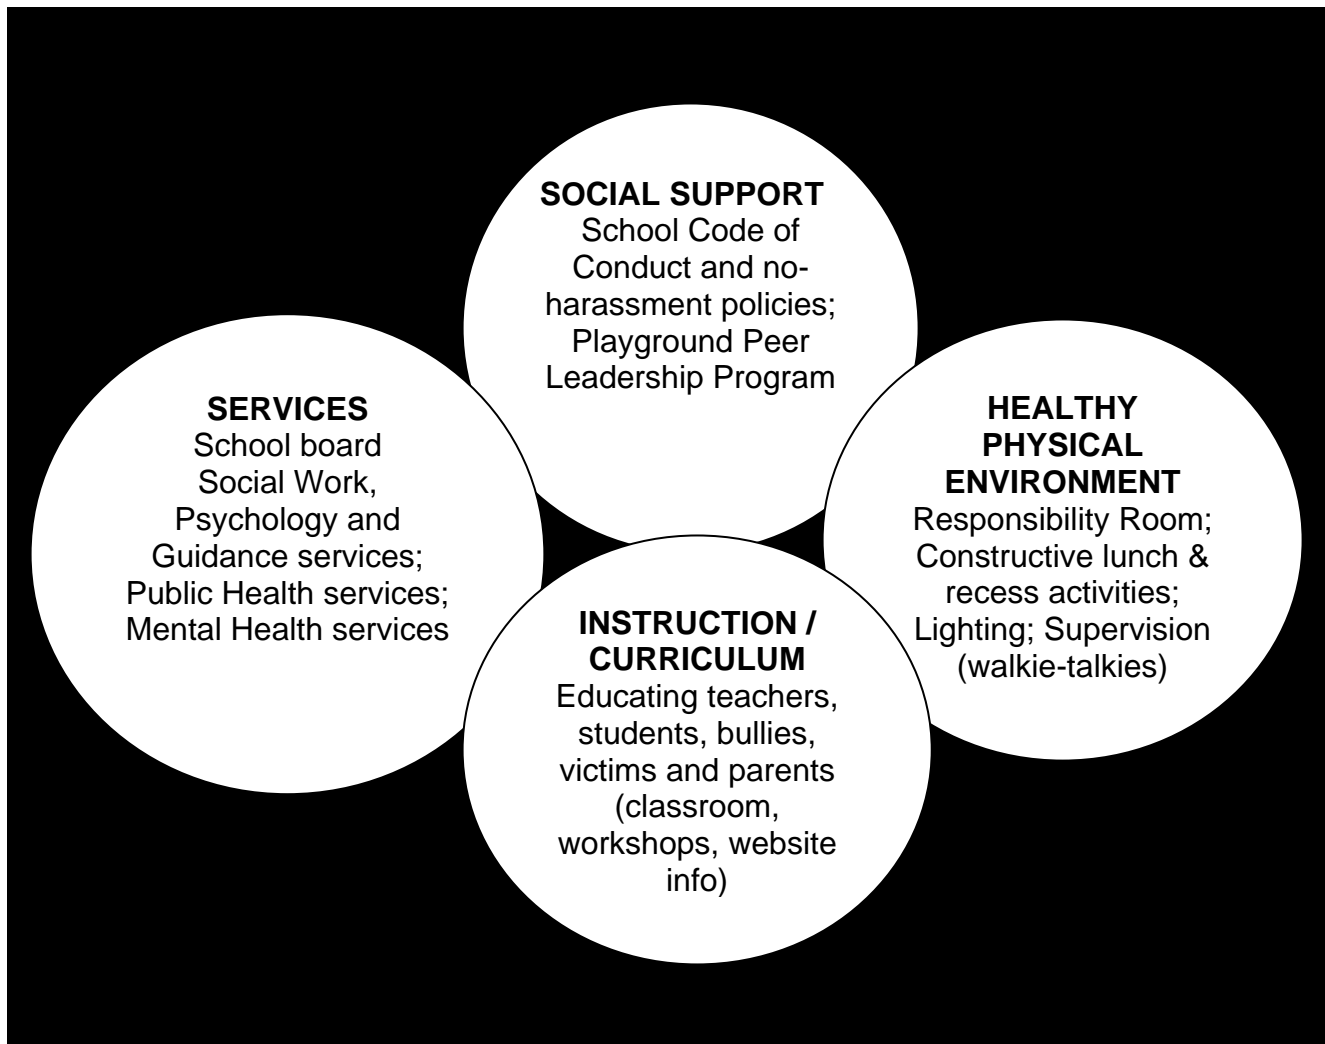 SOCIAL SUPPORT
School Code of
Conduct and no-
harassment policies;
Playground Peer
Leadership Program
SERVICES
School board
Social Work,
Psychology and
Guidance services;
Public Health services;
Mental Health services
HEALTHY
PHYSICAL
ENVIRONMENT
Responsibility Room;
Constructive lunch &
recess activities;
Lighting; Supervision
(walkie-talkies)
INSTRUCTION /
CURRICULUM
Educating teachers,
students, bullies,
victims and parents
(classroom,
workshops, website
info)